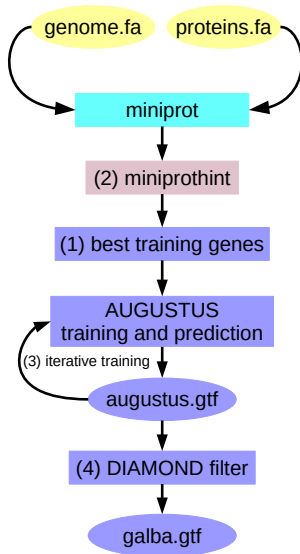 genome.fa
proteins.fa
miniprot
(2) miniprothint
(1) best training genes
AUGUSTUS
training and prediction
(3) iterative training
augustus.gtf
(4) DIAMOND filter
galba.gtf